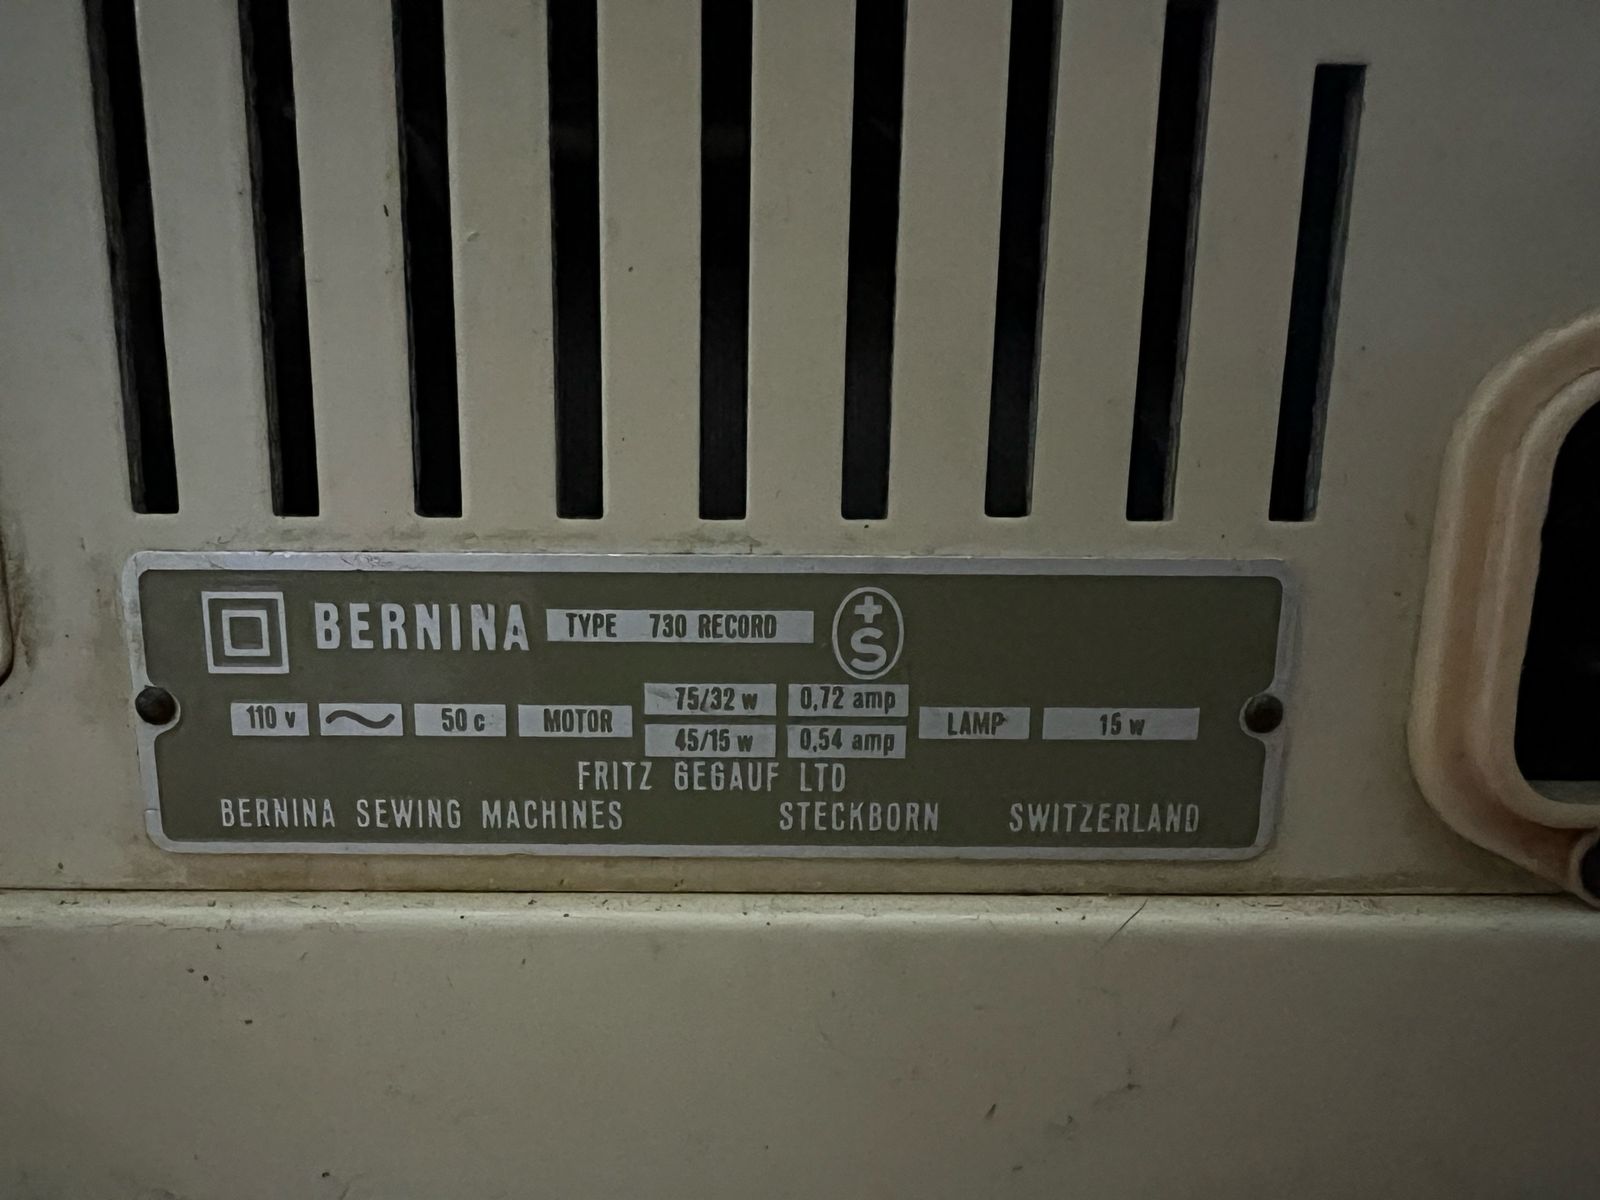 BERNINA TYPE 730 RECORD +S
75/32 w 0,72 amp
110 v ~ 50 c MOTOR LAMP 15 w
45/15 w 0,54 amp
FRITZ GEGAUF LTD
BERNINA SEWING MACHINES STECKBORN SWITZERLAND